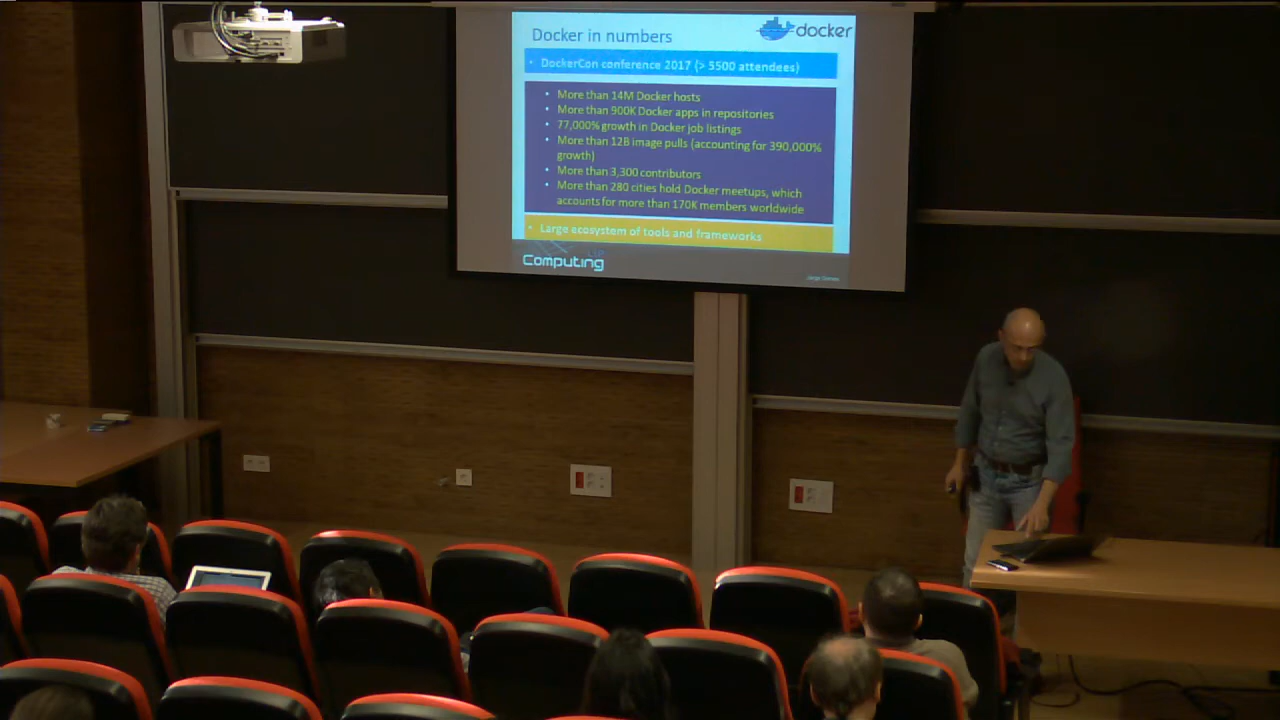 Docker in numbers
docker
• DockerCon conference 2017 (> 5500 attendees)
• More than 14M Docker hosts
• More than 900K Docker apps in repositories
• 77,000% growth in Docker job listings
• More than 12B image pulls (accounting for 390,000%
growth)
• More than 3,300 contributors
• More than 280 cities hold Docker meetups, which
accounts for more than 170K members worldwide
• Large ecosystem of tools and frameworks
Computing